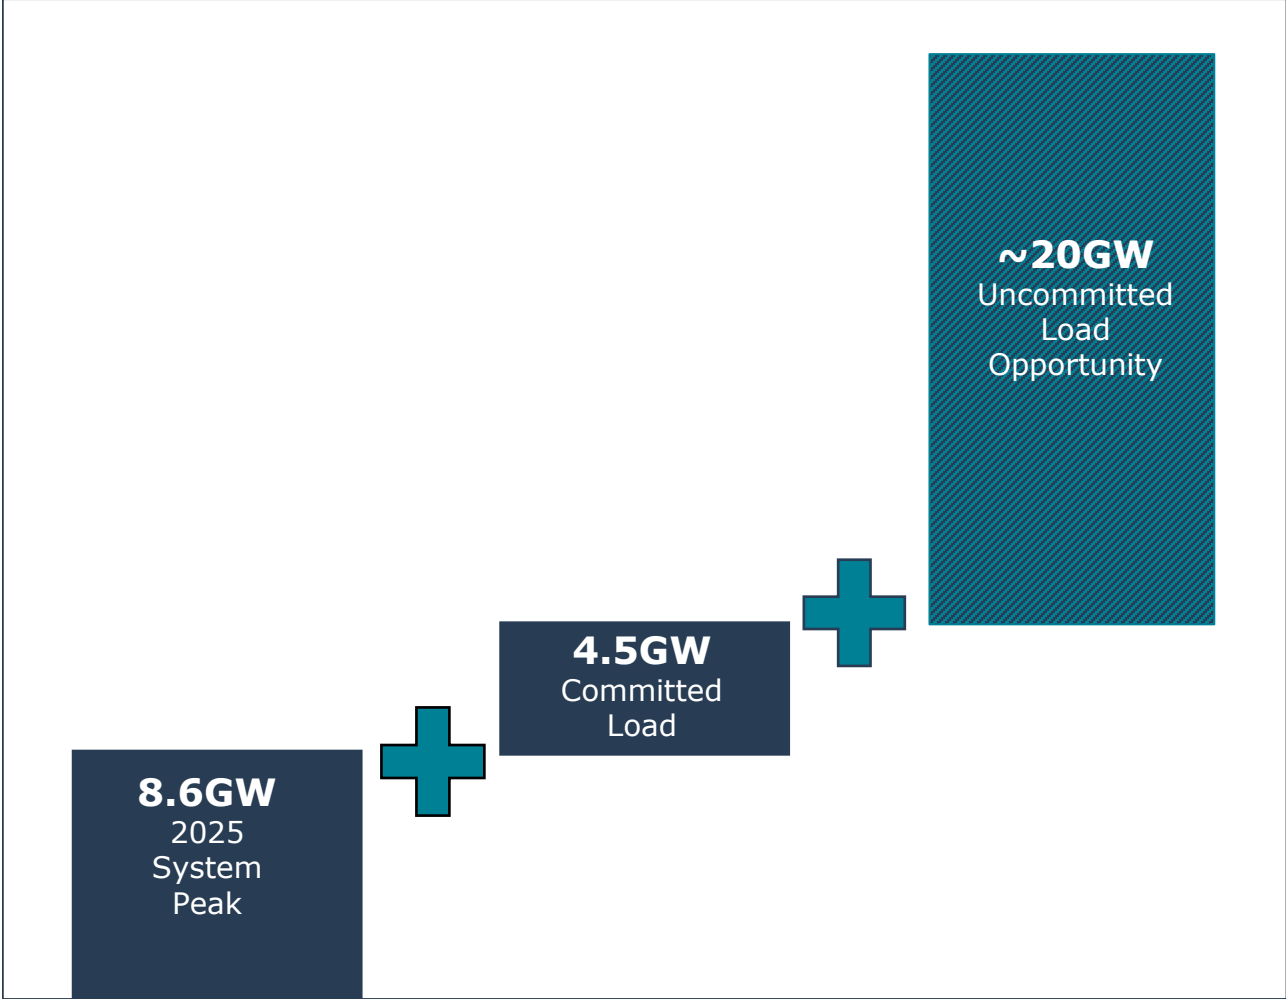 8.6GW
2025
System
Peak
4.5GW
Committed
Load
~20GW
Uncommitted
Load
Opportunity